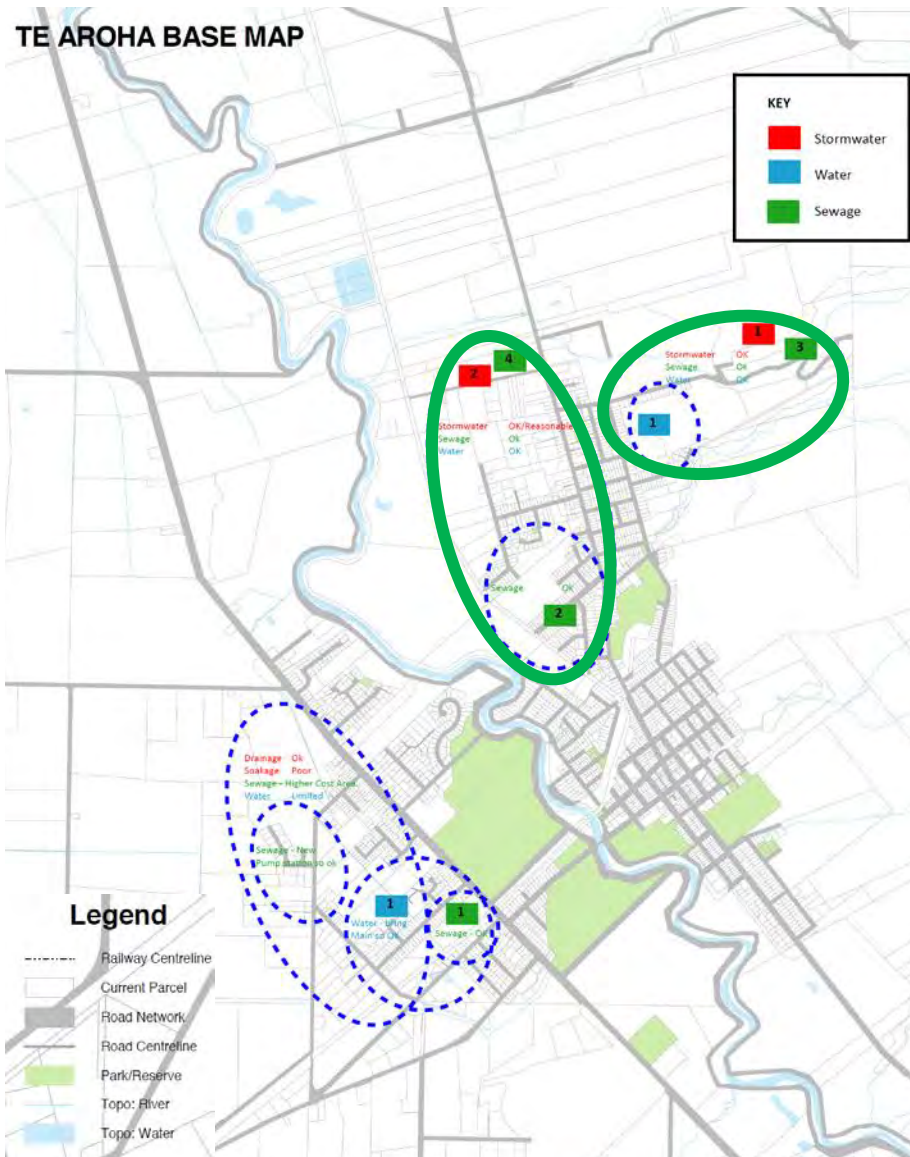 TE AROHA BASE MAP
KEY
Stormwater
Water
Sewage
1
3
Stormwater OK
Sewage Ok
Water OK
1
4
2
Stormwater OK/Reasonable
Sewage Ok
Water OK
Sewage Ok
2
Drainage Ok
Soakage Poor
Sewage - Higher Cost Area
Water Limited
Sewage - New
Pump station so ok
1
Water - Ring
Main so OK
1
Sewage - OK
Legend
Railway Centreline
Current Parcel
Road Network
Road Centreline
Park/Reserve
Topo: River
Topo: Water